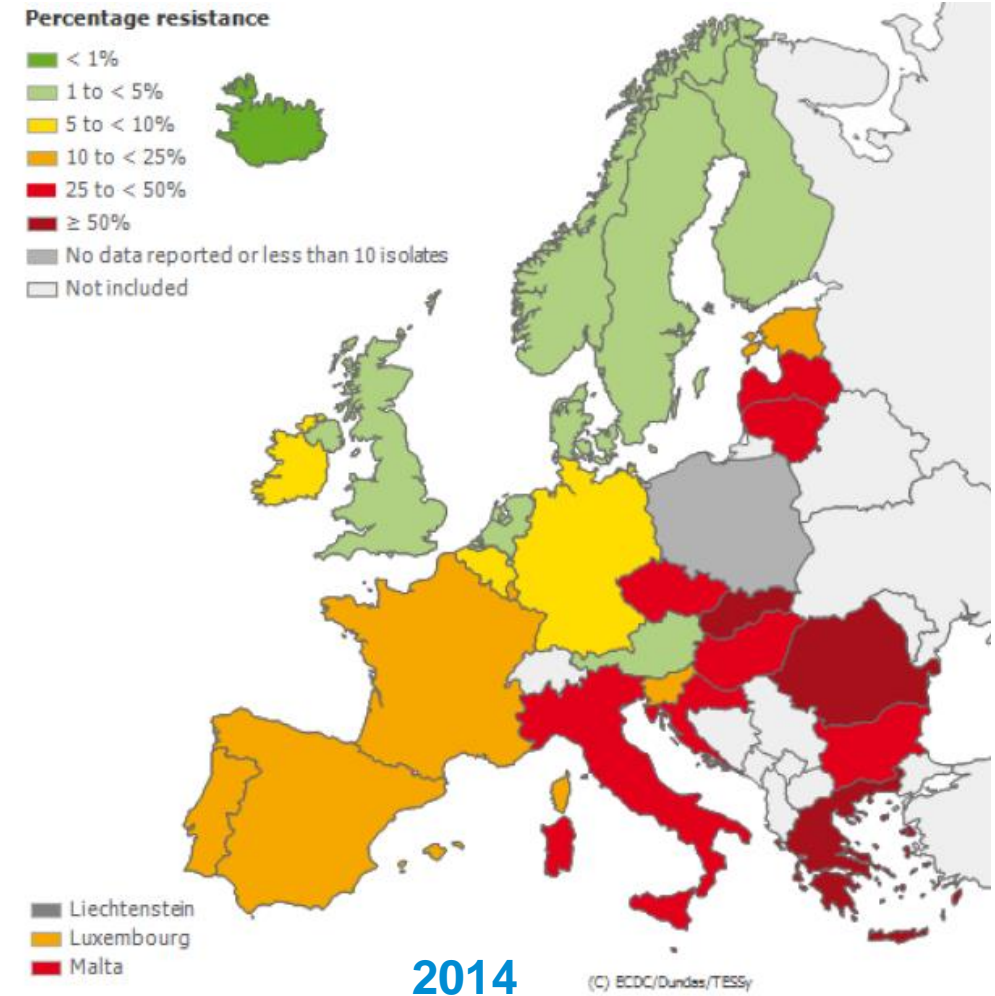 Percentage resistance
< 1%
1 to < 5%
5 to < 10%
10 to < 25%
25 to < 50%
≥ 50%
No data reported or less than 10 isolates
Not included
Liechtenstein
Luxembourg
Malta
2014
(C) ECDC/Dundas/TESSy